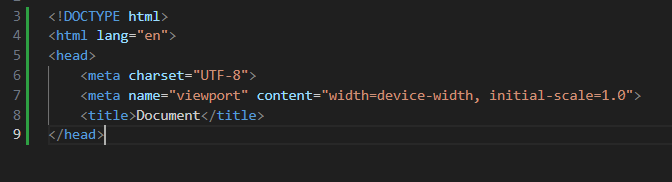 3 <!DOCTYPE html>
4 <html lang="en">
5 <head>
6     <meta charset="UTF-8">
7     <meta name="viewport" content="width=device-width, initial-scale=1.0">
8     <title>Document</title>
9 </head>